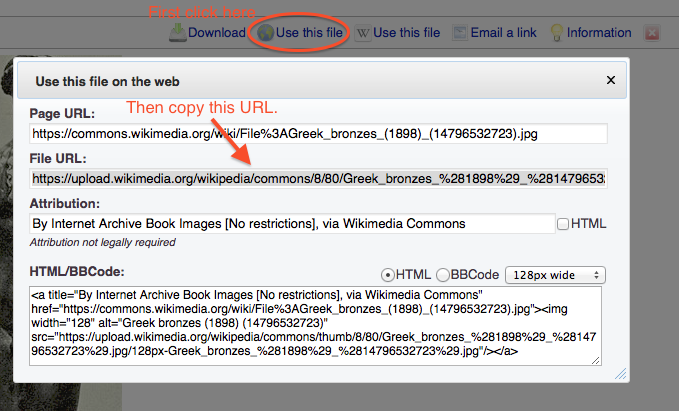 First click here
Download Use this file Use this file Email a link Information
Use this file on the web
Then copy this URL.
Page URL:
https://commons.wikimedia.org/wiki/File%3AGreek_bronzes_(1898)_(14796532723).jpg
File URL:
https://upload.wikimedia.org/wikipedia/commons/8/80/Greek_bronzes_%281898%29_%281479653
Attribution:
By Internet Archive Book Images [No restrictions], via Wikimedia Commons HTML
Attribution not legally required
HTML/BBCode: HTML BBCode 128px wide
<a title="By Internet Archive Book Images [No restrictions], via Wikimedia Commons"
href="https://commons.wikimedia.org/wiki/File%3AGreek_bronzes_(1898)_(14796532723).jpg"><img
width="128" alt="Greek bronzes (1898) (14796532723)"
src="https://upload.wikimedia.org/wikipedia/commons/thumb/8/80/Greek_bronzes_%281898%29_%2814
796532723%29.jpg/128px-Greek_bronzes_%281898%29_%2814796532723%29.jpg"/></a>